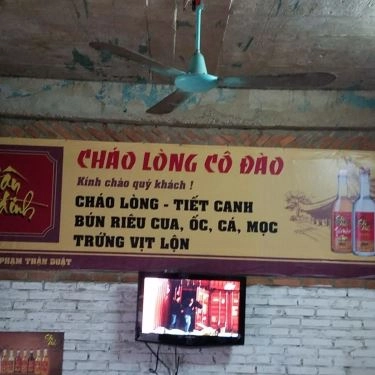 CHÁO LÒNG CÔ ĐÀO
Kính chào quý khách !
CHÁO LÒNG - TIẾT CANH
BÚN RIÊU CUA, ỐC, CÁ, MỌC
TRỨNG VỊT LỘN
PHẠM THẬN DUẬT